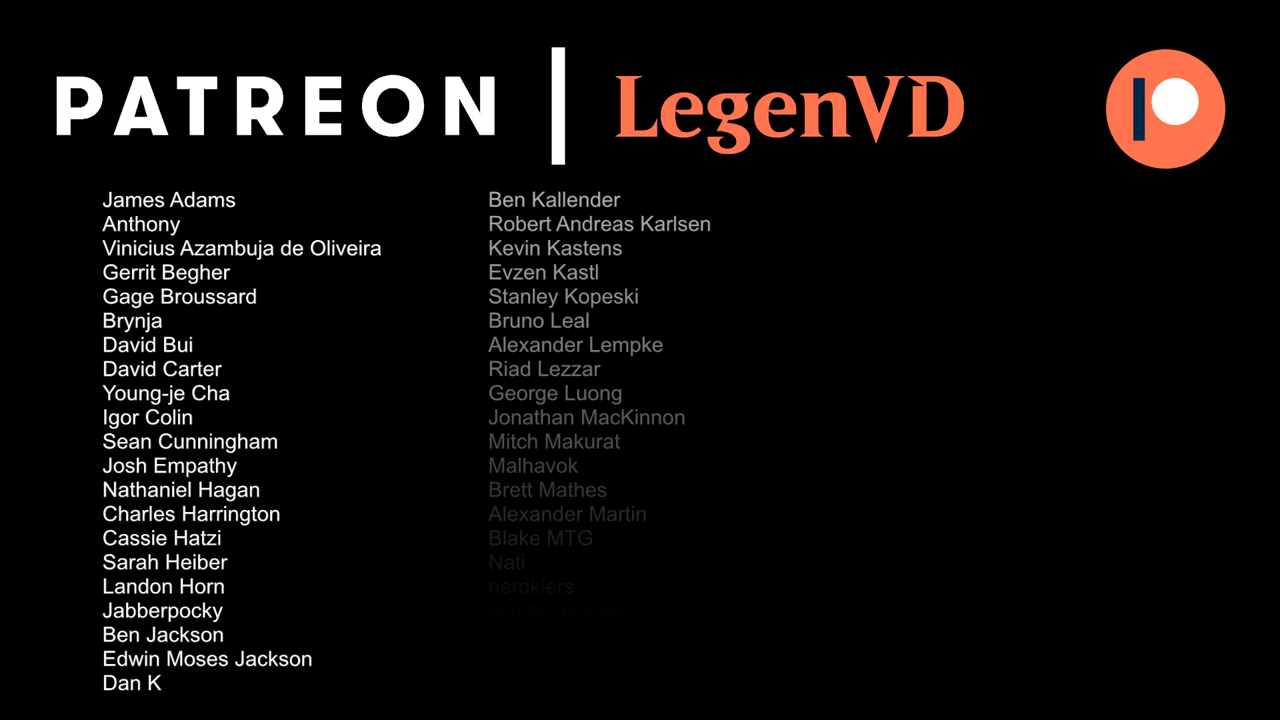 PATREON | LegenVD
James Adams
Anthony
Vinicius Azambuja de Oliveira
Gerrit Begher
Gage Broussard
Brynja
David Bui
David Carter
Young-je Cha
Igor Colin
Sean Cunningham
Josh Empathy
Nathaniel Hagan
Charles Harrington
Cassie Hatzi
Sarah Heiber
Landon Horn
Jabberpocky
Ben Jackson
Edwin Moses Jackson
Dan K
Ben Kallender
Robert Andreas Karlsen
Kevin Kastens
Evzen Kastl
Stanley Kopeski
Bruno Leal
Alexander Lempke
Riad Lezzar
George Luong
Jonathan MacKinnon
Mitch Makurat
Malhavok
Brett Mathes
Alexander Martin
Blake MTG
Nati
nerdklers